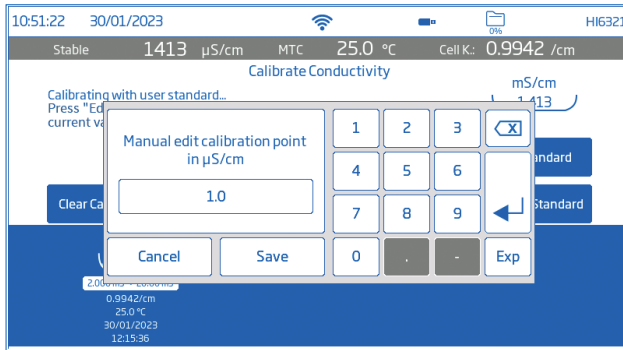 10:51:22 30/01/2023 0% HI6321
Stable 1413 µS/cm MTC 25.0 °C Cell K.: 0.9942 /cm
Calibrate Conductivity
mS/cm
1.413
Calibrating with user standard...
Press "Ed
current va
Manual edit calibration point
in µS/cm
1.0
Cancel Save
1 2 3 X
4 5 6
7 8 9
0 . - Exp
andard
Clear Ca
Standard
0.9942/cm
25.0 °C
30/01/2023
12:15:36